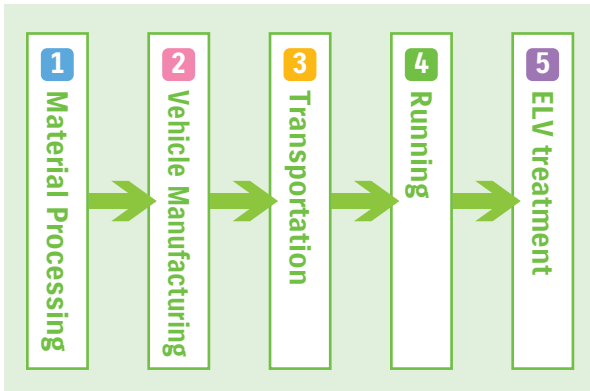 1
Material Processing
2
Vehicle Manufacturing
3
Transportation
4
Running
5
ELV treatment